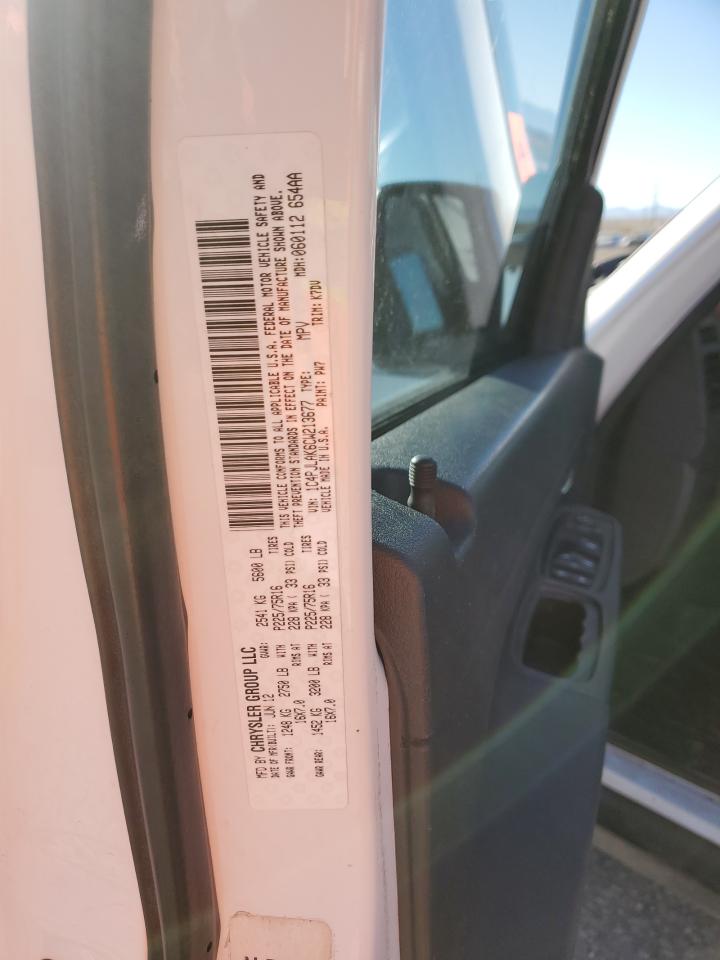 MFD BY CHRYSLER GROUP LLC
DATE OF MFR(BUILT): JUN 12 GVWR: 2541 KG 5600 LB
GAWR FRONT: 1248 KG 2750 LB WITH P225/75R16 TIRES
16X7.0 RIMS AT 228 KPA ( 33 PSI) COLD
GAWR REAR: 1452 KG 3200 LB WITH P225/75R16 TIRES
16X7.0 RIMS AT 228 KPA ( 33 PSI) COLD
THIS VEHICLE CONFORMS TO ALL APPLICABLE U.S.A. FEDERAL MOTOR VEHICLE SAFETY AND
THEFT PREVENTION STANDARDS IN EFFECT ON THE DATE OF MANUFACTURE SHOWN ABOVE.
VIN: 1C4PJLAK6CW213677 TYPE: MPV MDH:060112 654AA
VEHICLE MADE IN U.S.A. PAINT: PW7 TRIM: K7DV